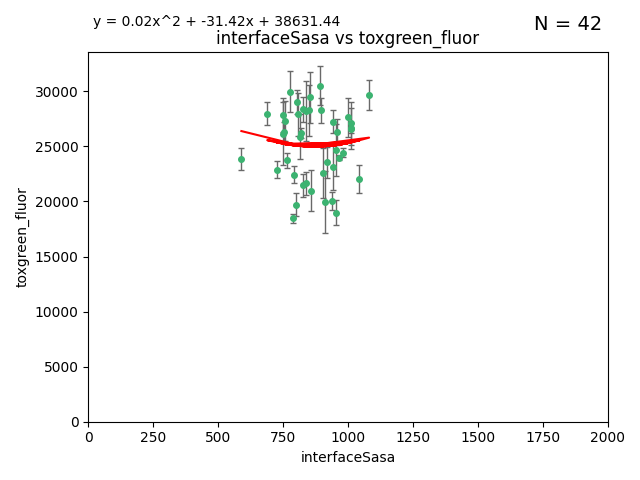 y = 0.02x^2 + -31.42x + 38631.44
N = 42
interfaceSasa vs toxgreen_fluor
30000
25000
20000
15000
10000
5000
0
toxgreen_fluor
0 250 500 750 1000 1250 1500 1750 2000
interfaceSasa